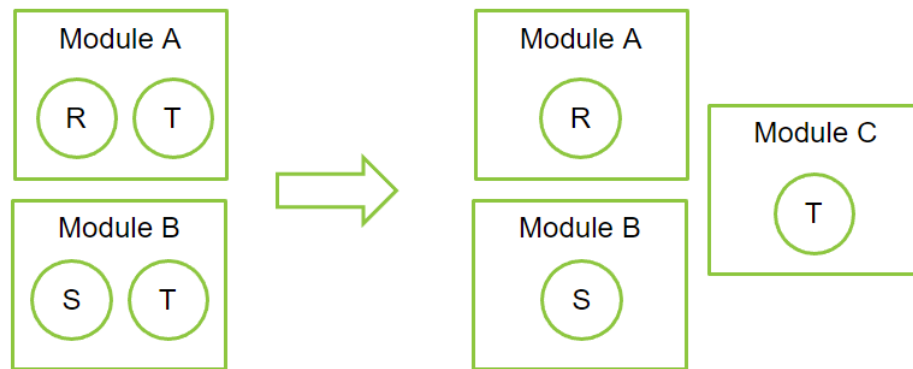 Module A
R T
Module B
S T
Module A
R
Module B
S
Module C
T